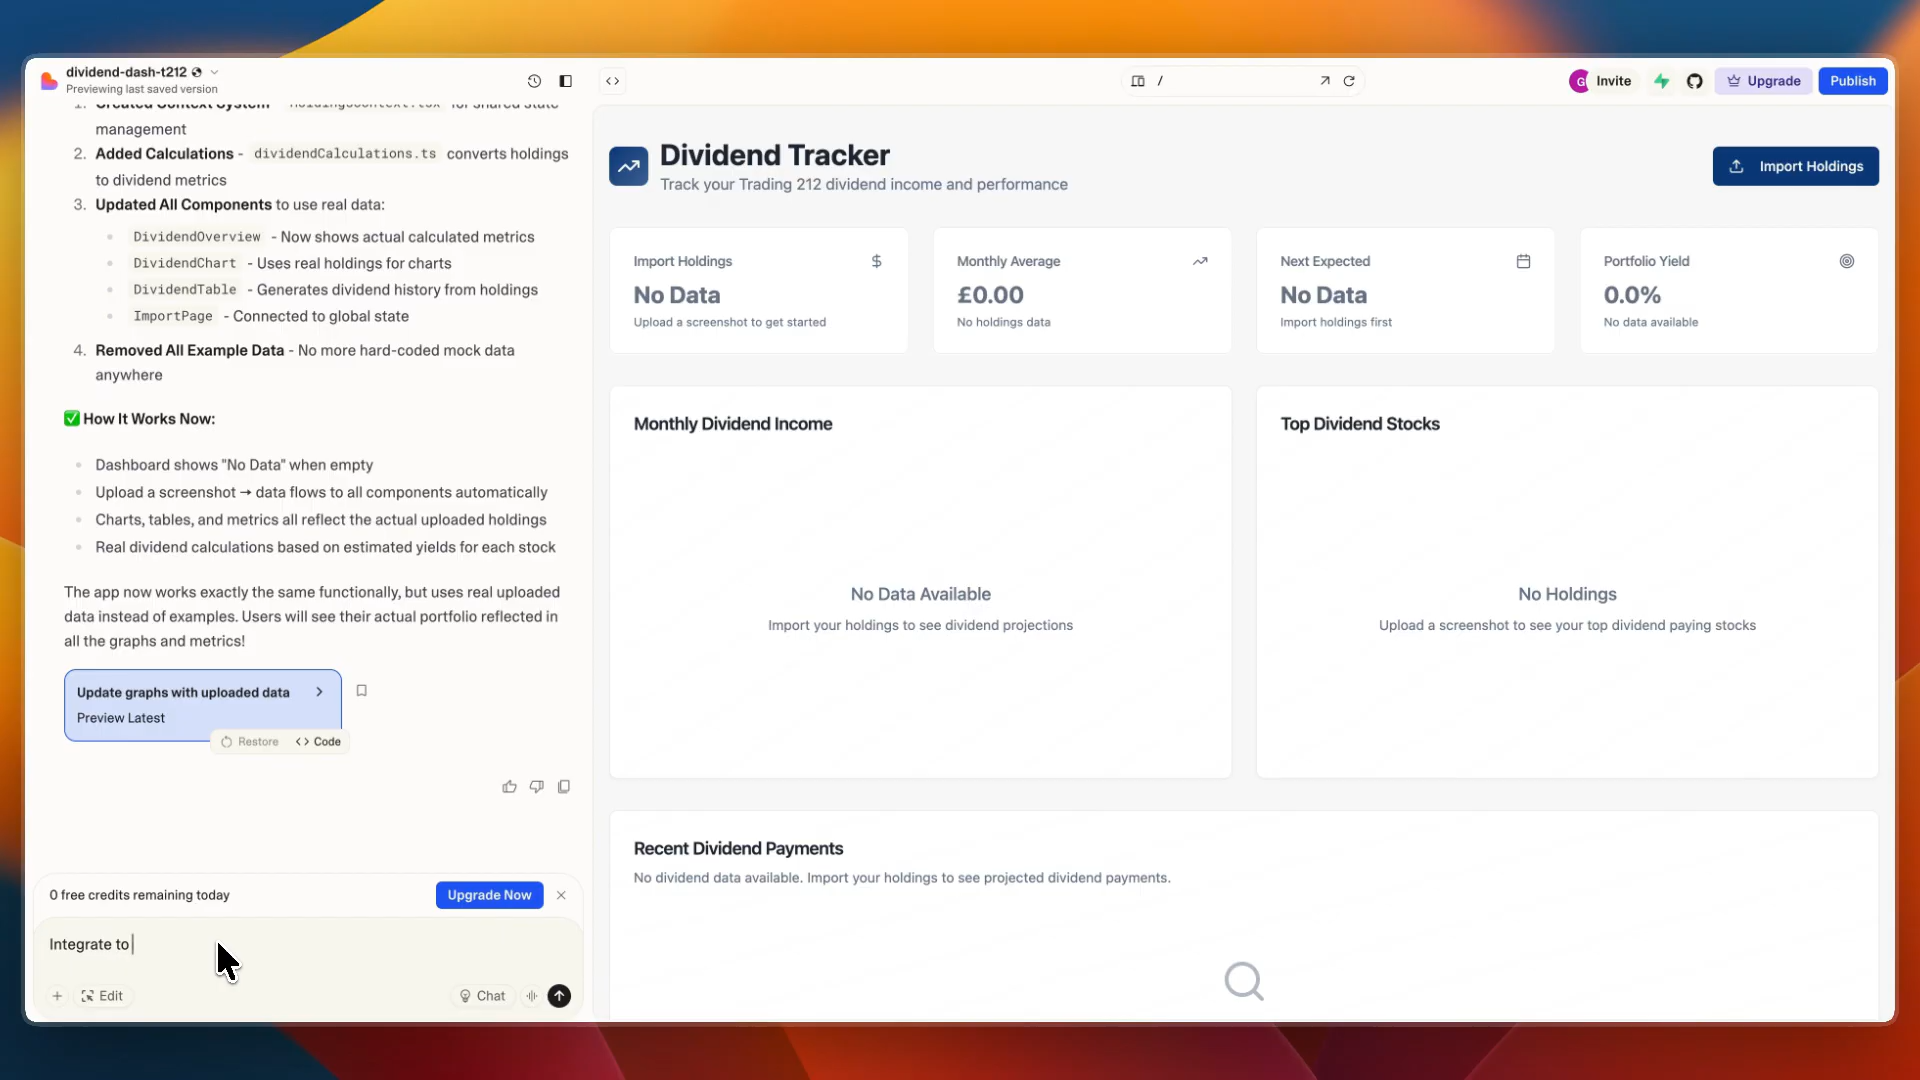 dividend-dash-t212
Previewing last saved version
/
G
Invite
Upgrade
Publish
1. Created Context System - HoldingsContext.tsx for shared state
management
2. Added Calculations - dividendCalculations.ts converts holdings
to dividend metrics
3. Updated All Components to use real data:
DividendOverview - Now shows actual calculated metrics
DividendChart - Uses real holdings for charts
DividendTable - Generates dividend history from holdings
ImportPage - Connected to global state
4. Removed All Example Data - No more hard-coded mock data
anywhere
✅ How It Works Now:
Dashboard shows "No Data" when empty
Upload a screenshot → data flows to all components automatically
Charts, tables, and metrics all reflect the actual uploaded holdings
Real dividend calculations based on estimated yields for each stock
The app now works exactly the same functionally, but uses real uploaded
data instead of examples. Users will see their actual portfolio reflected in
all the graphs and metrics!
Update graphs with uploaded data
Preview Latest
Restore
Code
0 free credits remaining today
Upgrade Now
Integrate to
Edit
Chat
Dividend Tracker
Track your Trading 212 dividend income and performance
Import Holdings
Import Holdings
$
No Data
Upload a screenshot to get started
Monthly Average
£0.00
No holdings data
Next Expected
No Data
Import holdings first
Portfolio Yield
0.0%
No data available
Monthly Dividend Income
No Data Available
Import your holdings to see dividend projections
Top Dividend Stocks
No Holdings
Upload a screenshot to see your top dividend paying stocks
Recent Dividend Payments
No dividend data available. Import your holdings to see projected dividend payments.